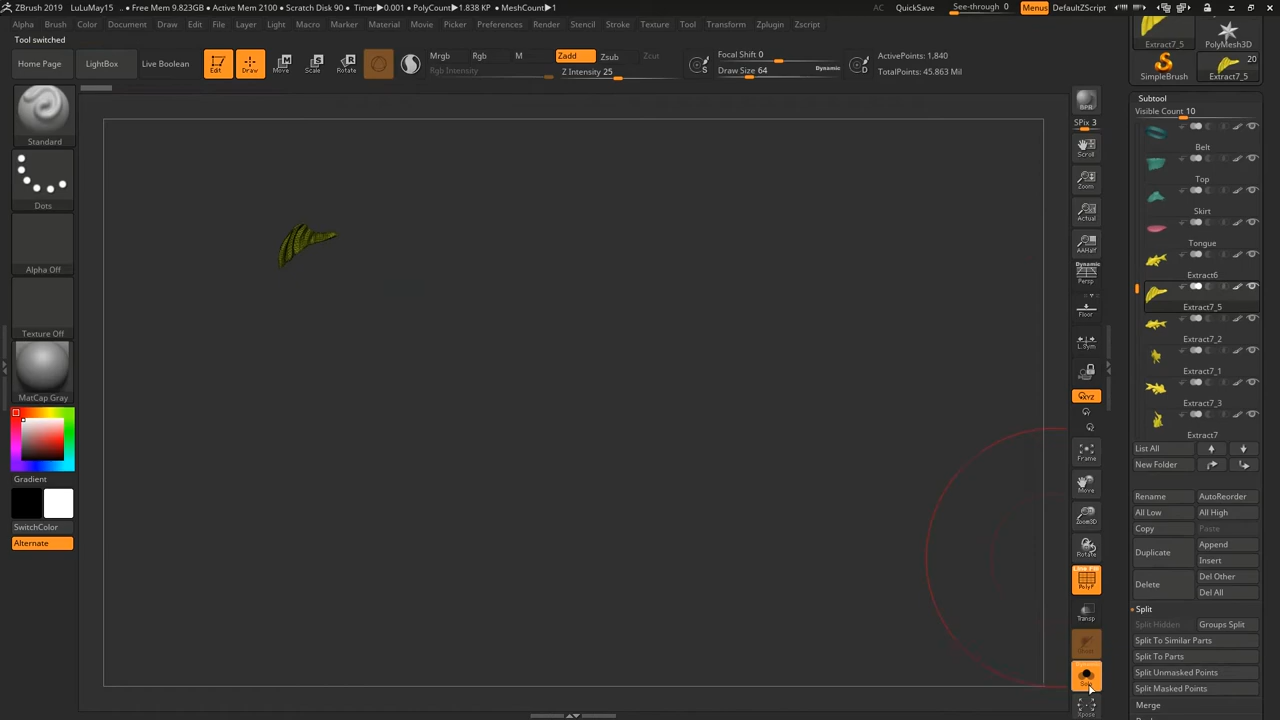 ZBrush 2019 LuLuMay15 • Free Mem 9.823GB • Active Mem 2100 • Scratch Disk 90 • Timer▶0.001 • PolyCount▶1.838 KP • MeshCount▶1 AC QuickSave See-through 0 Menus DefaultZScript
Alpha Brush Color Document Draw Edit File Layer Light Macro Marker Material Movie Picker Preferences Render Stencil Stroke Texture Tool Transform Zplugin Zscript
Tool switched
Home Page LightBox Live Boolean
Edit Draw Move Scale Rotate
Mrgb Rgb M Zadd Zsub Zcut
Rgb Intensity Z Intensity 25
Focal Shift 0
Draw Size 64 Dynamic
ActivePoints: 1,840
TotalPoints: 45.863 Mil
Standard
Dots
Alpha Off
Texture Off
MatCap Gray
Gradient
SwitchColor
Alternate
BPR
SPix 3
Scroll
Zoom
Actual
AAHalf
Dynamic
Persp
Floor
L.Sym
XYZ
Frame
Move
Zoom3D
Rotate
Line Fill
PolyF
Transp
Solo
Xpose
Extract7_5 PolyMesh3D
20
SimpleBrush Extract7_5
Subtool
Visible Count 10
Belt
Top
Skirt
Tongue
Extract6
Extract7_5
Extract7_2
Extract7_1
Extract7_3
Extract7
List All
New Folder
Rename AutoReorder
All Low All High
Copy Paste
Duplicate Append
Insert
Delete Del Other
Del All
Split
Split Hidden Groups Split
Split To Similar Parts
Split To Parts
Split Unmasked Points
Split Masked Points
Merge